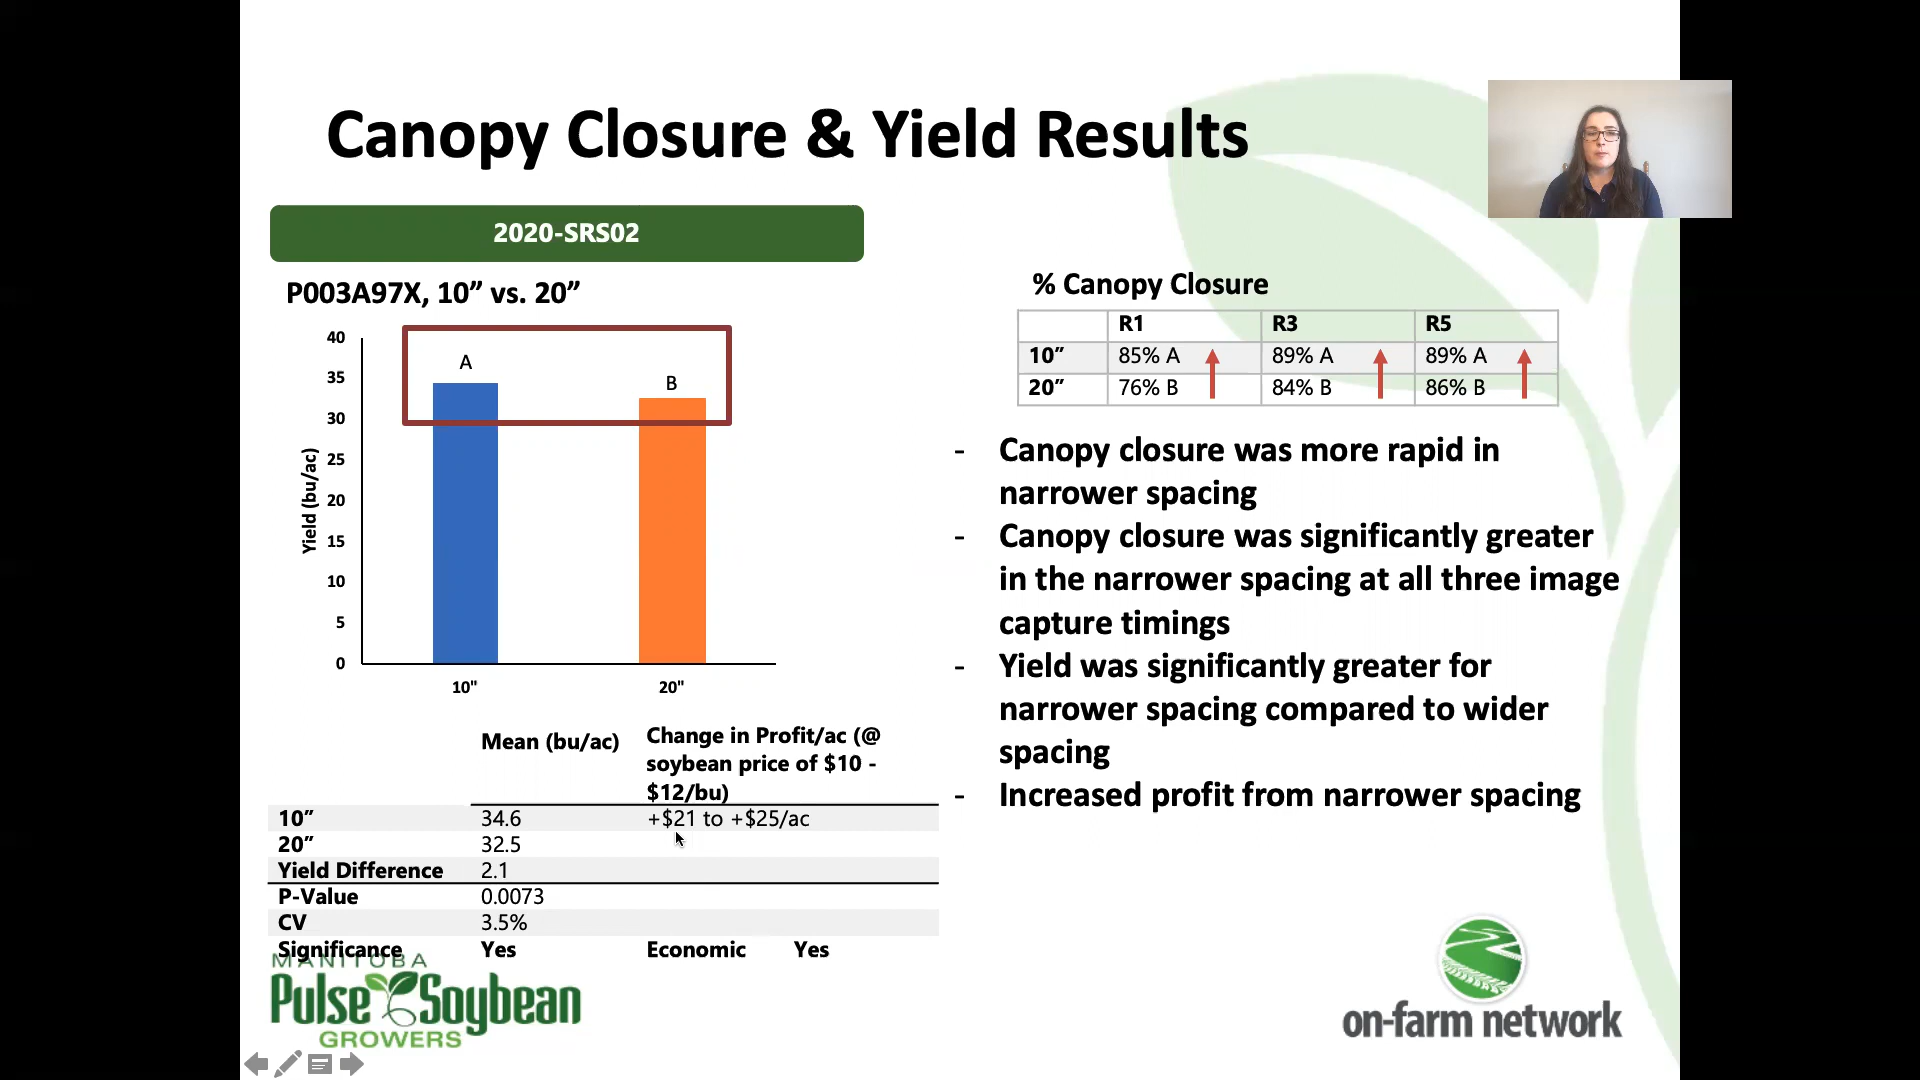 Canopy Closure & Yield Results
2020-SRS02
P003A97X, 10” vs. 20”
40
35
30
25
20
15
10
5
0
Yield (bu/ac)
A
B
10"
20"
Mean (bu/ac)
Change in Profit/ac (@
soybean price of $10 -
$12/bu)
10” 34.6 +$21 to +$25/ac
20” 32.5
Yield Difference 2.1
P-Value 0.0073
CV 3.5%
Significance Yes Economic Yes
% Canopy Closure
R1 R3 R5
10” 85% A 89% A 89% A
20” 76% B 84% B 86% B
- Canopy closure was more rapid in
narrower spacing
- Canopy closure was significantly greater
in the narrower spacing at all three image
capture timings
- Yield was significantly greater for
narrower spacing compared to wider
spacing
- Increased profit from narrower spacing
MANITOBA
Pulse Soybean
GROWERS
on-farm network